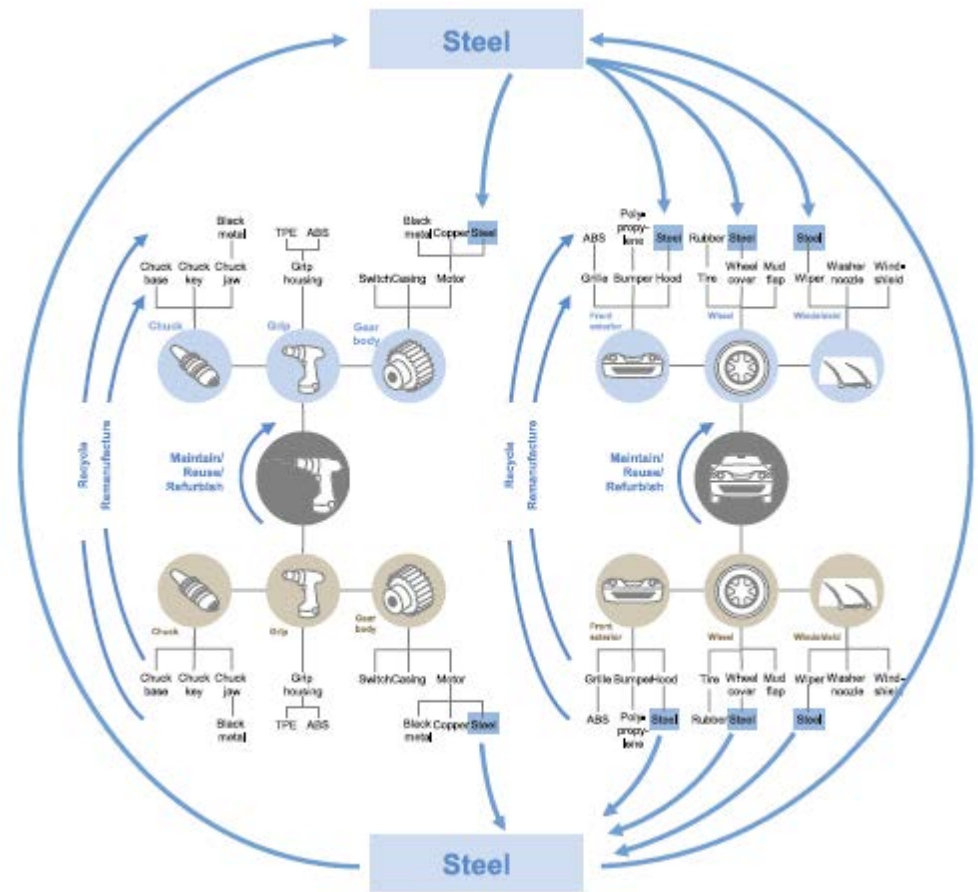 Steel
Black metal
TPE ABS
Black metal Copper Steel
ABS
Poly-propy-lene
Steel
Rubber Steel
Steel
Chuck base
Chuck key
Chuck jaw
Grip housing
Switch Casing Motor
Grille Bumper Hood
Tire
Wheel cover
Mud flap
Wiper
Washer nozzle
Wind-shield
Chuck
Grip
Gear body
Front exterior
Wheel
Windshield
Recycle
Remanufacture
Maintain/
Reuse/
Refurbish
Recycle
Remanufacture
Maintain/
Reuse/
Refurbish
Chuck
Grip
Gear body
Front exterior
Wheel
Windshield
Chuck base
Chuck key
Chuck jaw
Grip housing
Switch Casing Motor
Grille Bumpe Hood
Tire
Wheel cover
Mud flap
Wiper
Washer nozzle
Wind-shield
Black metal
TPE ABS
Black metal Copper Steel
ABS
Poly-propy-lene
Steel
Rubber Steel
Steel
Steel